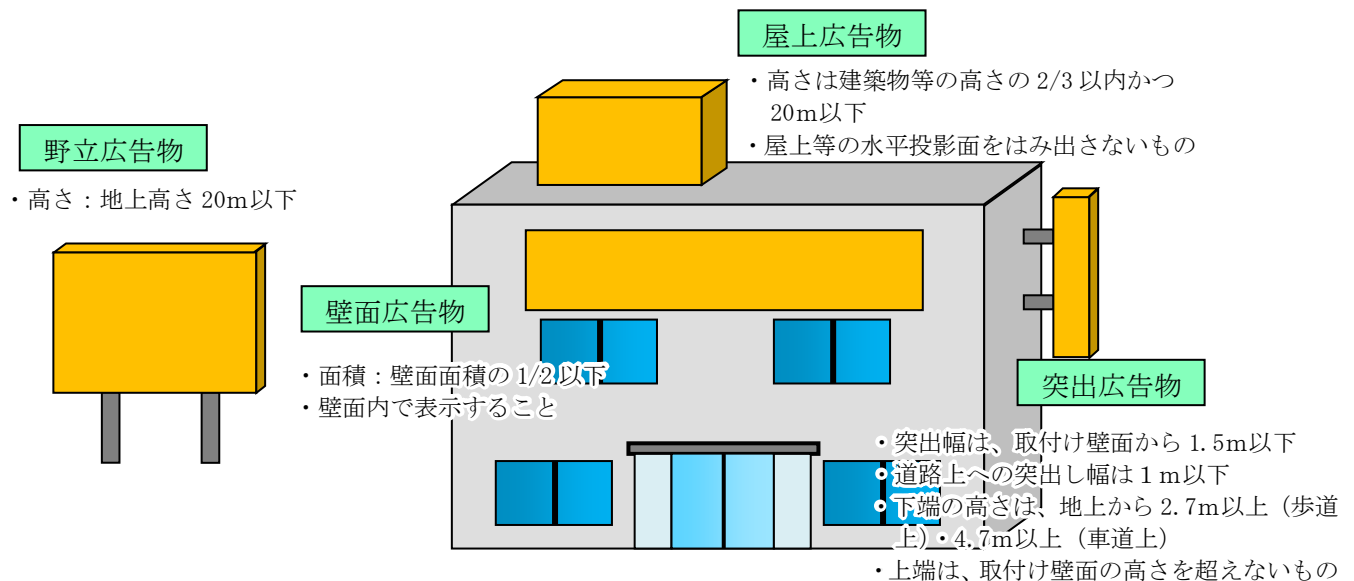 屋上広告物
・高さは建築物等の高さの 2/3 以内かつ
20m以下
・屋上等の水平投影面をはみ出さないもの
野立広告物
・高さ：地上高さ 20m以下
壁面広告物
・面積：壁面面積の 1/2 以下
・壁面内で表示すること
突出広告物
・突出幅は、取付け壁面から 1.5m以下
・道路上への突出し幅は１m以下
・下端の高さは、地上から 2.7m以上（歩道
上）・4.7m以上（車道上）
・上端は、取付け壁面の高さを超えないもの